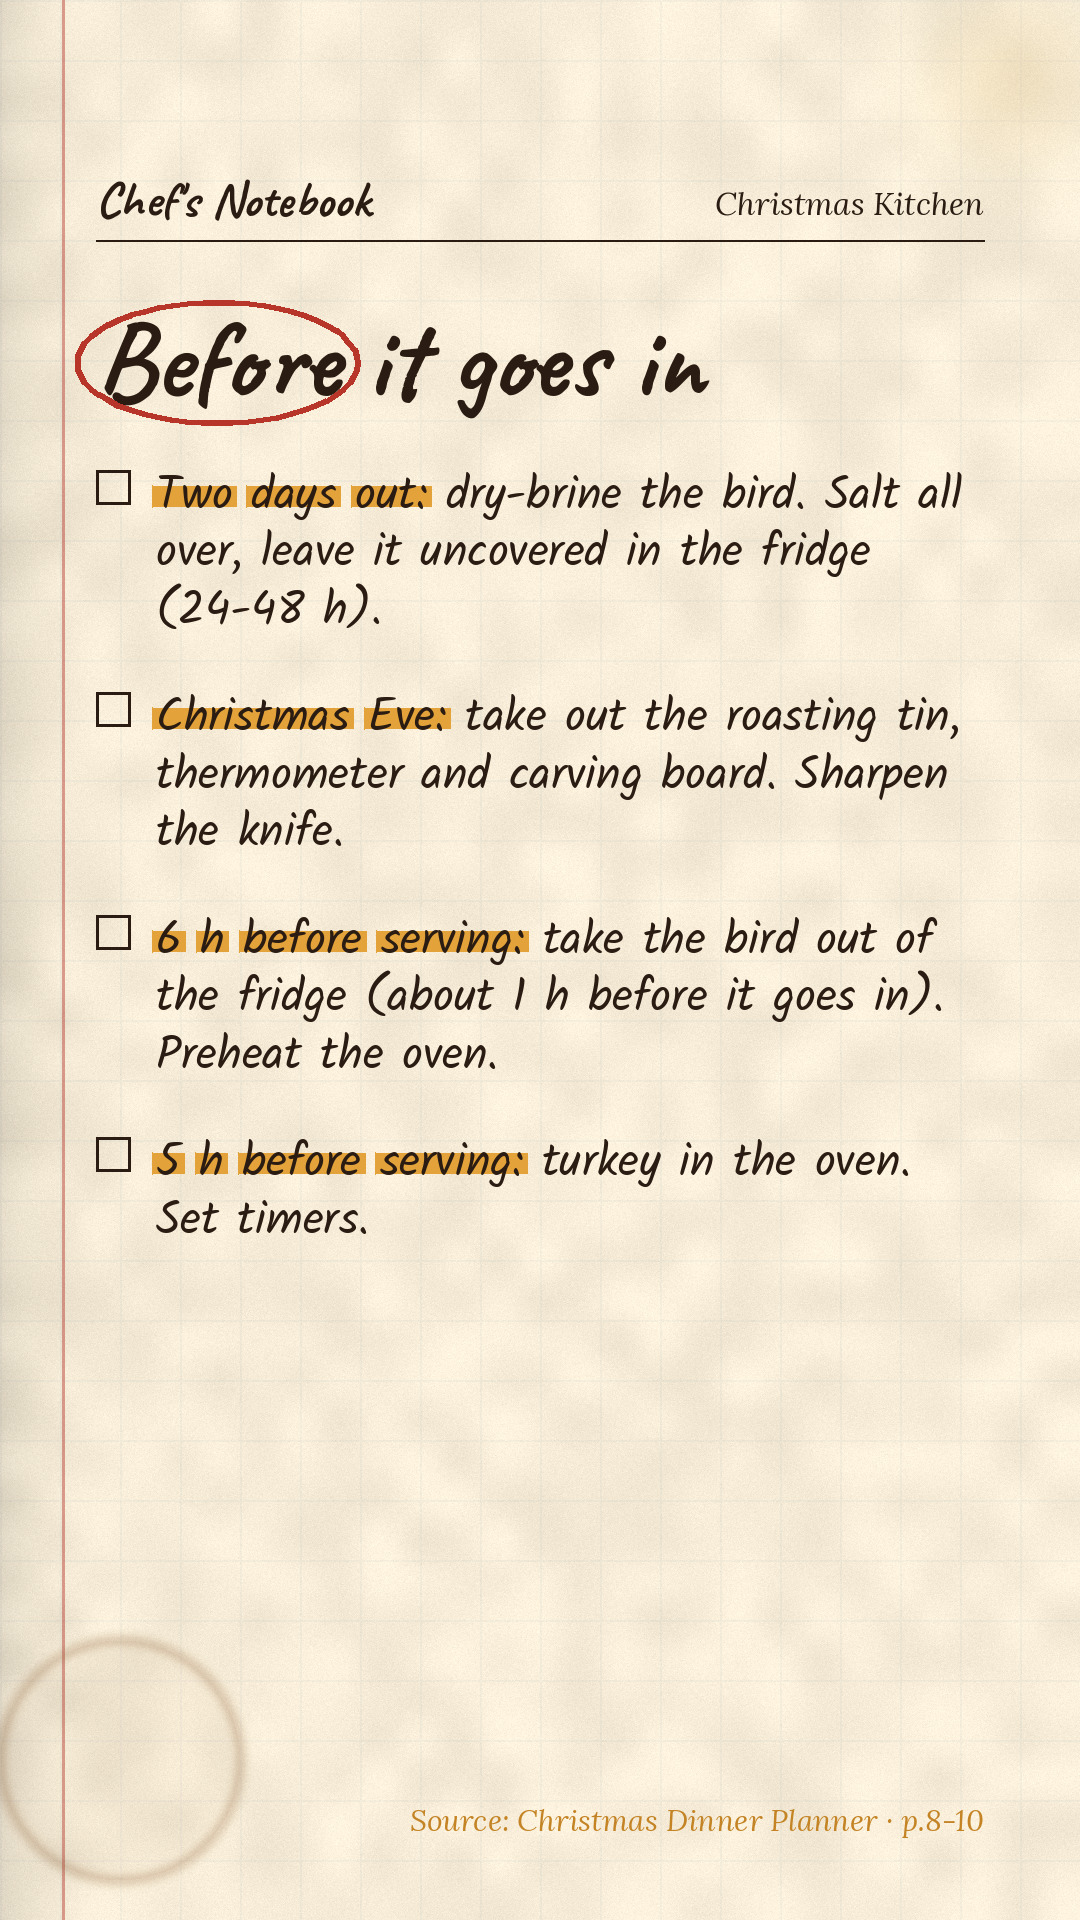 Chef's Notebook
Christmas Kitchen
Before it goes in
Two days out: dry-brine the bird. Salt all
over, leave it uncovered in the fridge
(24-48 h).
Christmas Eve: take out the roasting tin,
thermometer and carving board. Sharpen
the knife.
6 h before serving: take the bird out of
the fridge (about 1 h before it goes in).
Preheat the oven.
5 h before serving: turkey in the oven.
Set timers.
Source: Christmas Dinner Planner · p.8-10